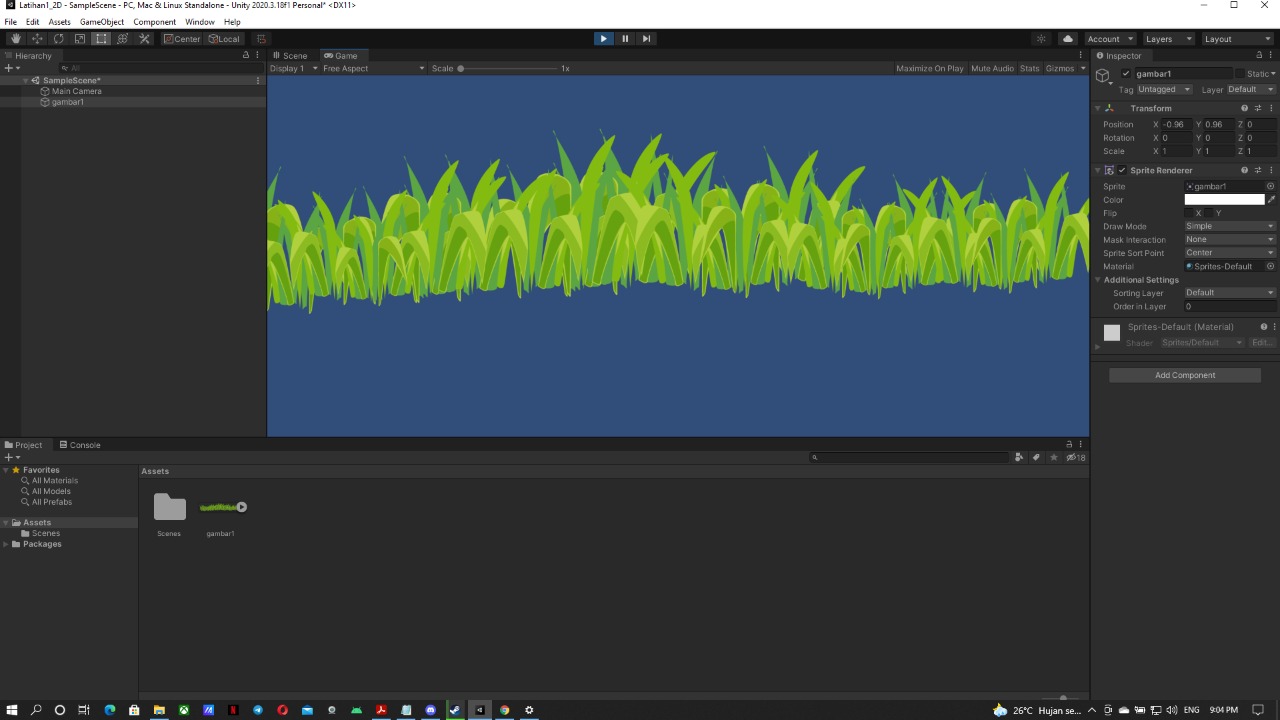 Latihan1_2D - SampleScene - PC, Mac & Linux Standalone - Unity 2020.3.18f1 Personal* <DX11>
File Edit Assets GameObject Component Window Help
Center Local Account Layers Layout
Hierarchy
All
SampleScene*
Main Camera
gambar1
Scene Game
Display 1 Free Aspect Scale 1x Maximize On Play Mute Audio Stats Gizmos
Inspector
gambar1 Static
Tag Untagged Layer Default
Transform
Position X -0.96 Y 0.96 Z 0
Rotation X 0 Y 0 Z 0
Scale X 1 Y 1 Z 1
Sprite Renderer
Sprite gambar1
Color
Flip X Y
Draw Mode Simple
Mask Interaction None
Sprite Sort Point Center
Material Sprites-Default
Additional Settings
Sorting Layer Default
Order in Layer 0
Sprites-Default (Material)
Shader Sprites/Default Edit...
Add Component
Project Console
18
Favorites
All Materials
All Models
All Prefabs
Assets
Scenes
Packages
Assets
Scenes gambar1
26°C Hujan se... ENG 9:04 PM